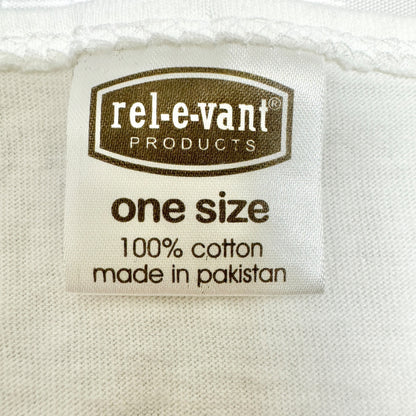 rel-e-vant®
PRODUCTS
one size
100% cotton
made in pakistan